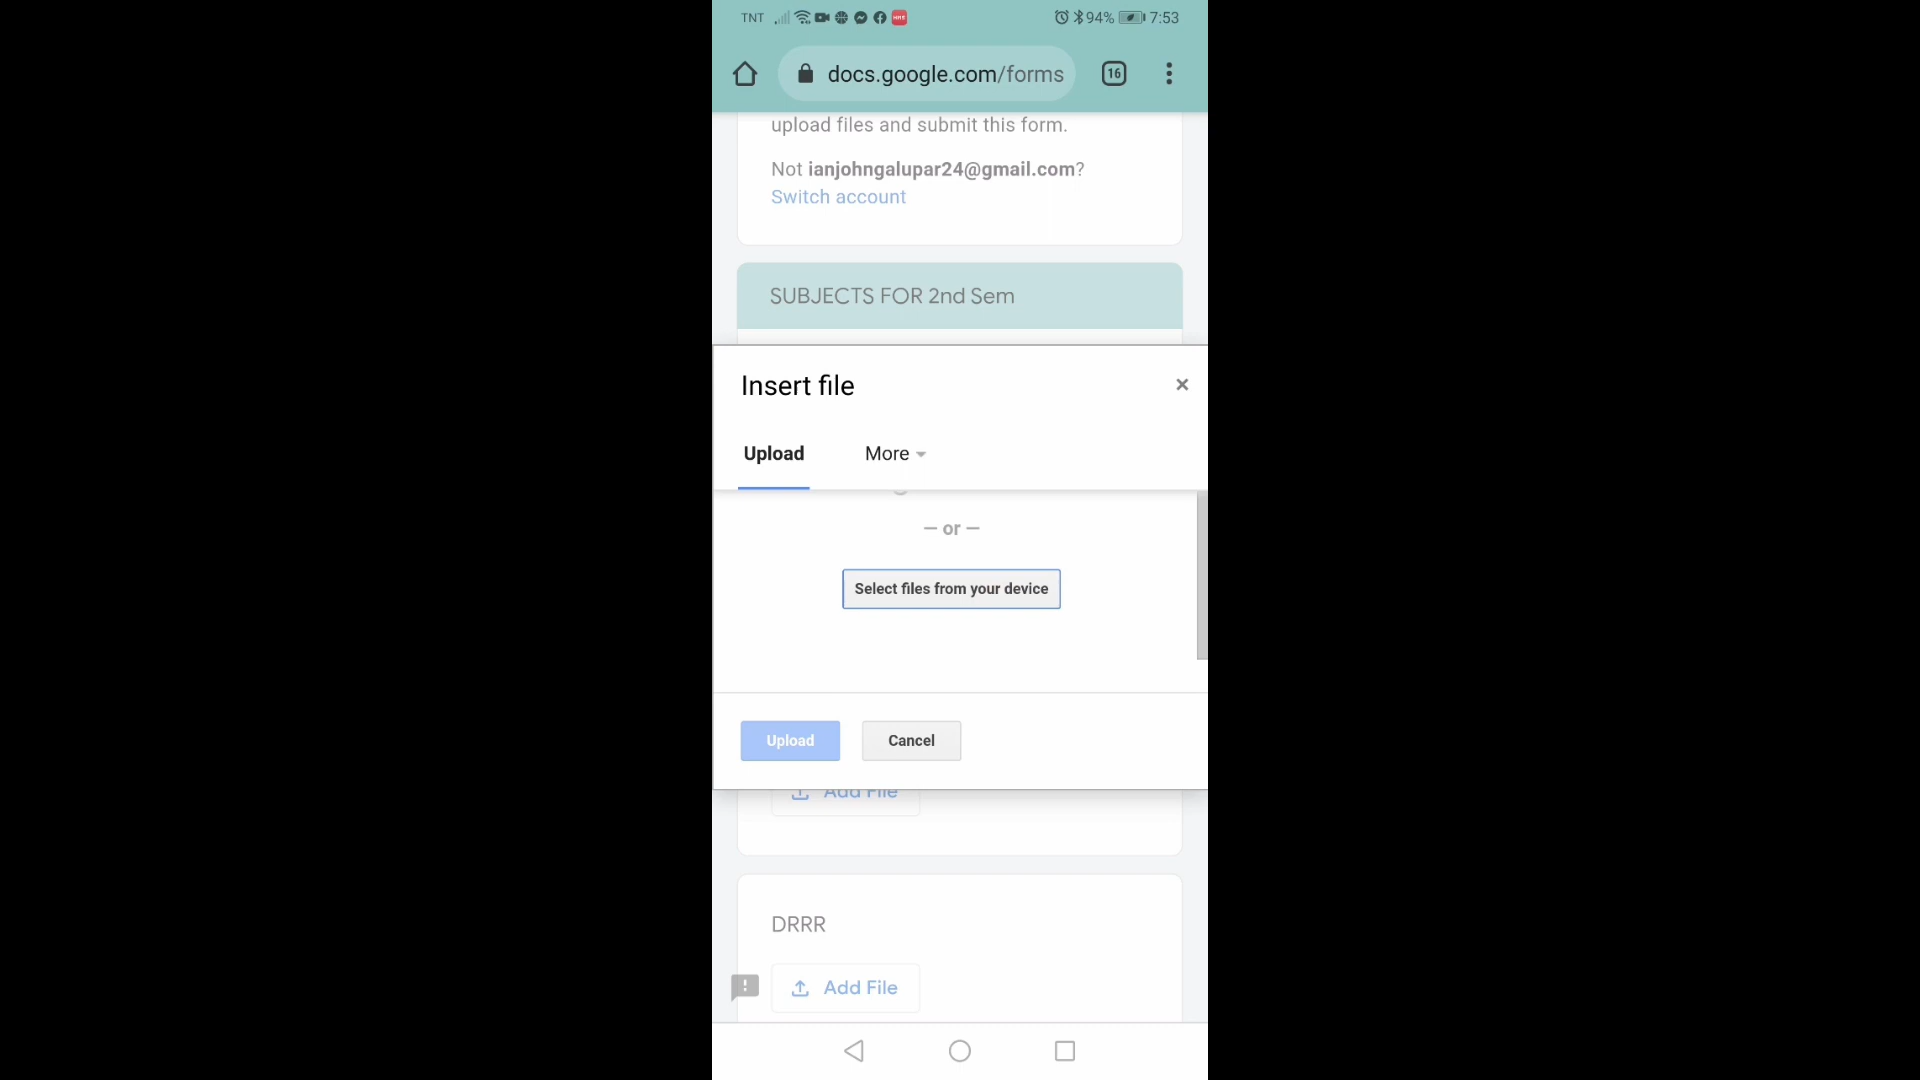 TNT 94% 7:53
docs.google.com/forms 16
upload files and submit this form.
Not ianjohngalupar24@gmail.com?
Switch account
SUBJECTS FOR 2nd Sem
Insert file ×
Upload More
— or —
Select files from your device
Upload Cancel
Add File
DRRR
Add File